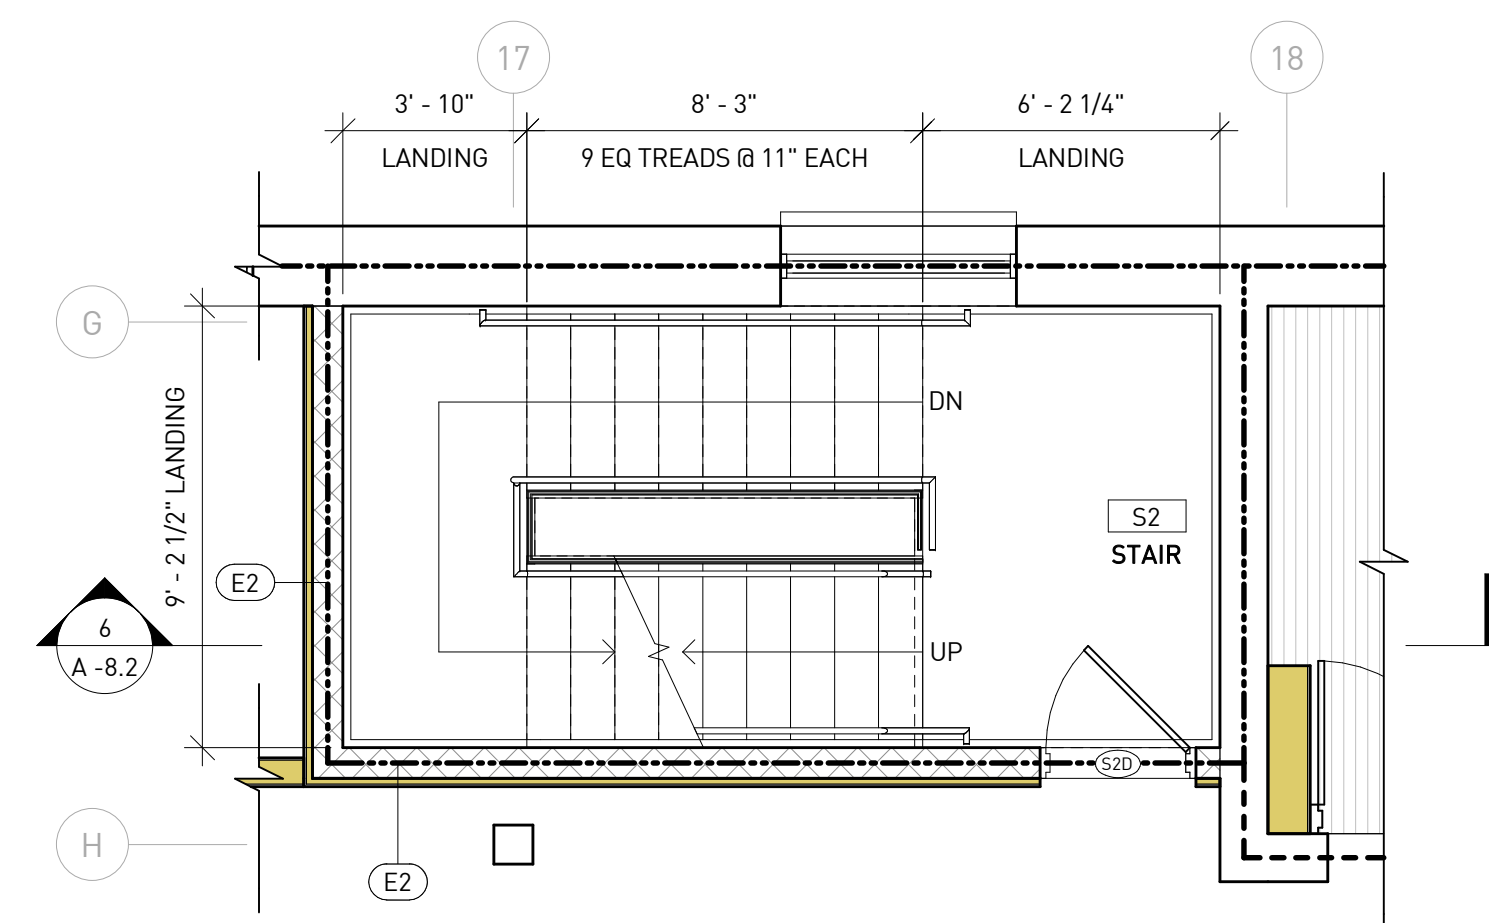 17
18
3' - 10"
8' - 3"
6' - 2 1/4"
LANDING
9 EQ TREADS @ 11" EACH
LANDING
G
9' - 2 1/2" LANDING
DN
S2
STAIR
E2
6
A -8.2
UP
S2D
H
E2